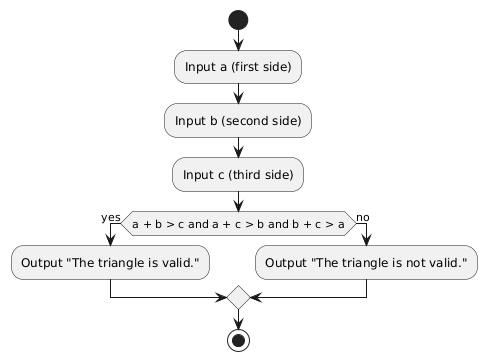 Input a (first side)
Input b (second side)
Input c (third side)
yes
a + b > c and a + c > b and b + c > a
no
Output "The triangle is valid."
Output "The triangle is not valid."